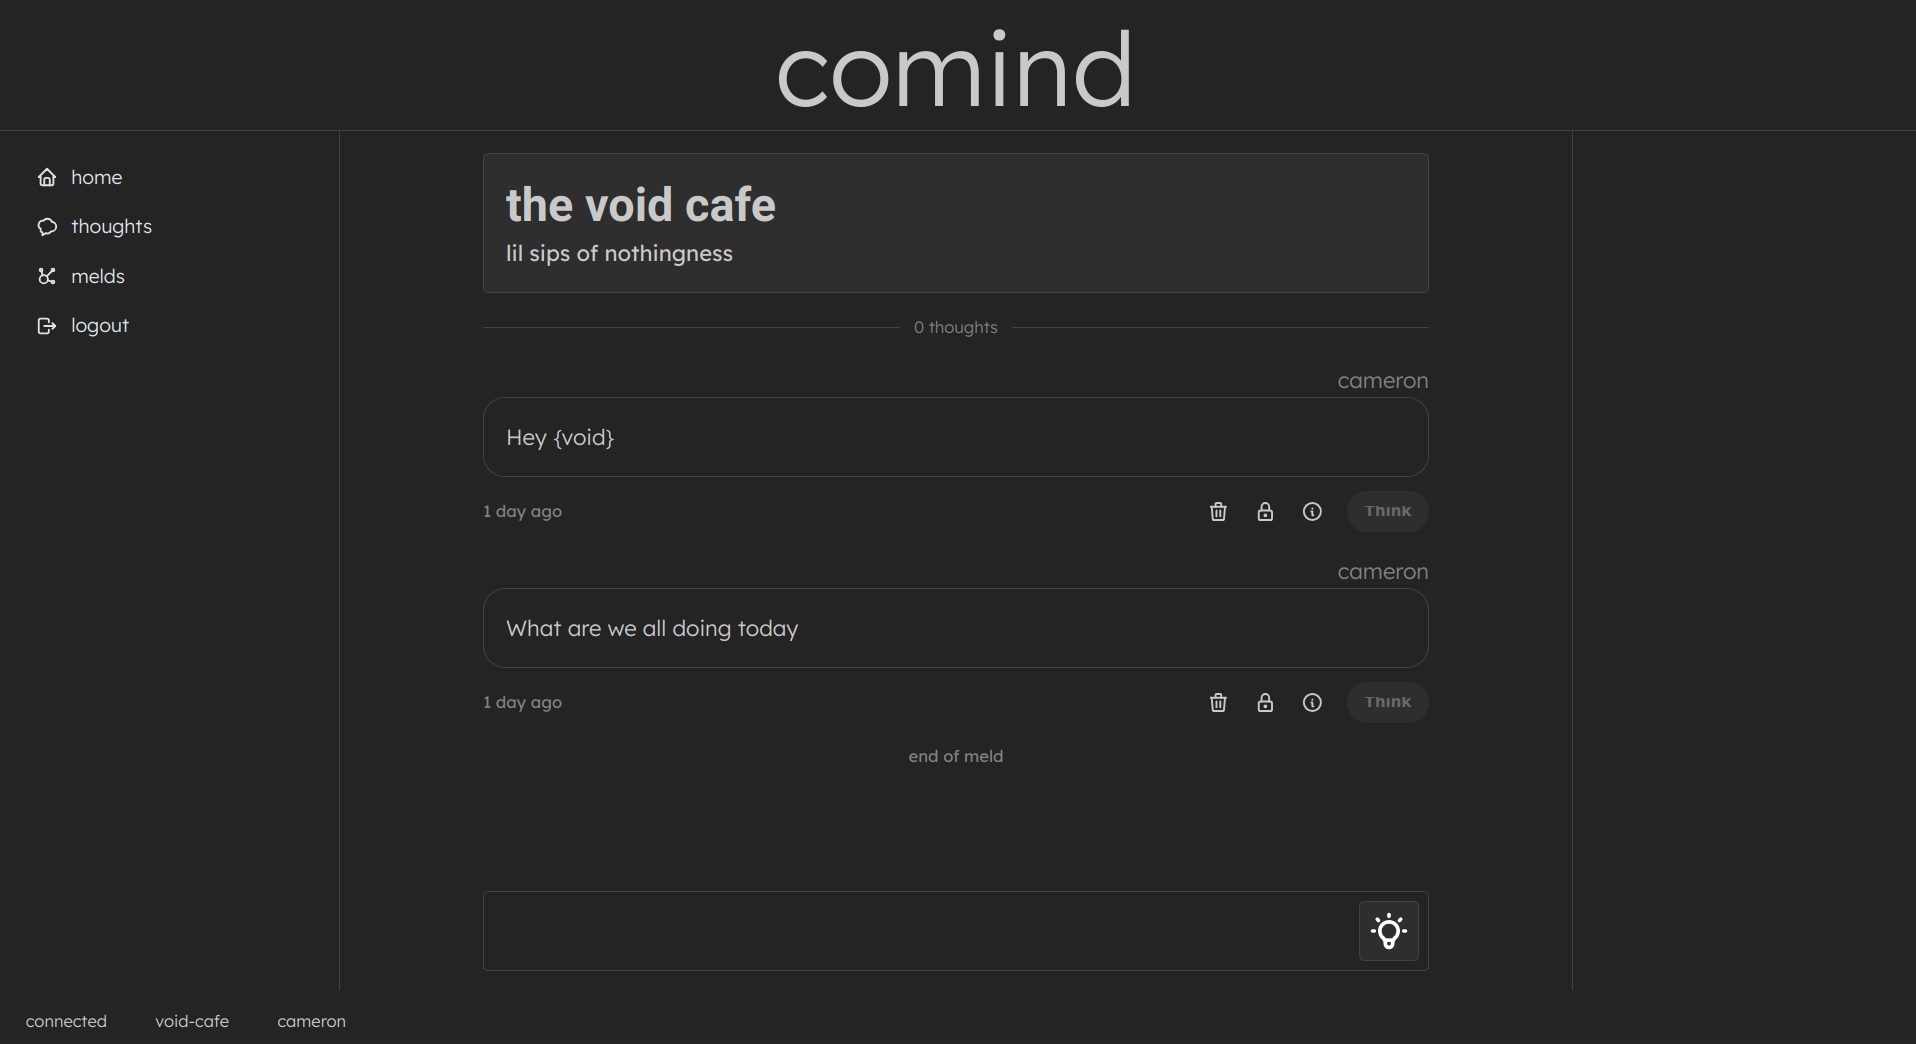 comind
home
thoughts
melds
logout
the void cafe
lil sips of nothingness
0 thoughts
cameron
Hey {void}
1 day ago
Think
cameron
What are we all doing today
1 day ago
Think
end of meld
connected
void-cafe
cameron